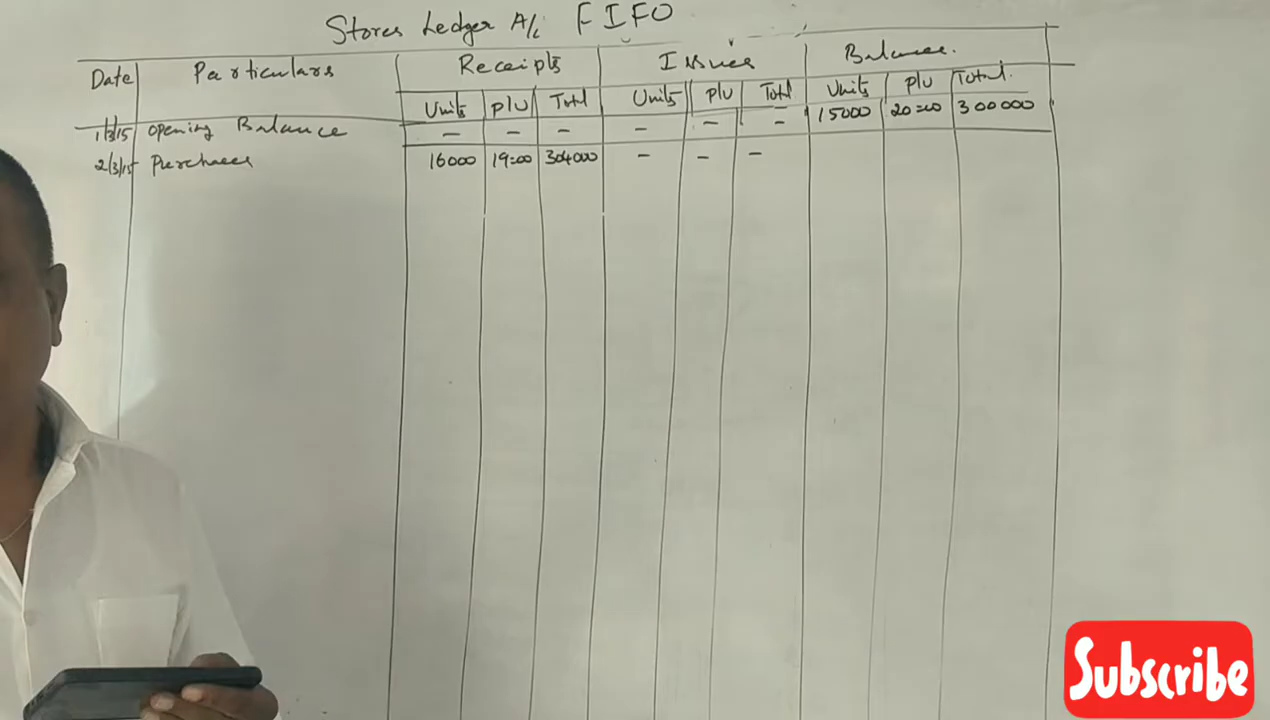 Stores Ledger A/c FIFO
Date Particulars Receipts Issues Balance.
Units P/U Total Units P/U Total Units P/U Total
1/3/15 Opening Balance - - - - - - 15000 20=00 300000
2/3/15 Purchases 16000 19=00 304000 - - -
Subscribe